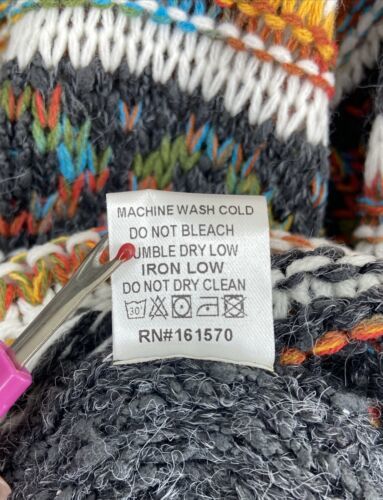 MACHINE WASH COLD
DO NOT BLEACH
UMBLE DRY LOW
IRON LOW
DO NOT DRY CLEAN
30
RN#161570